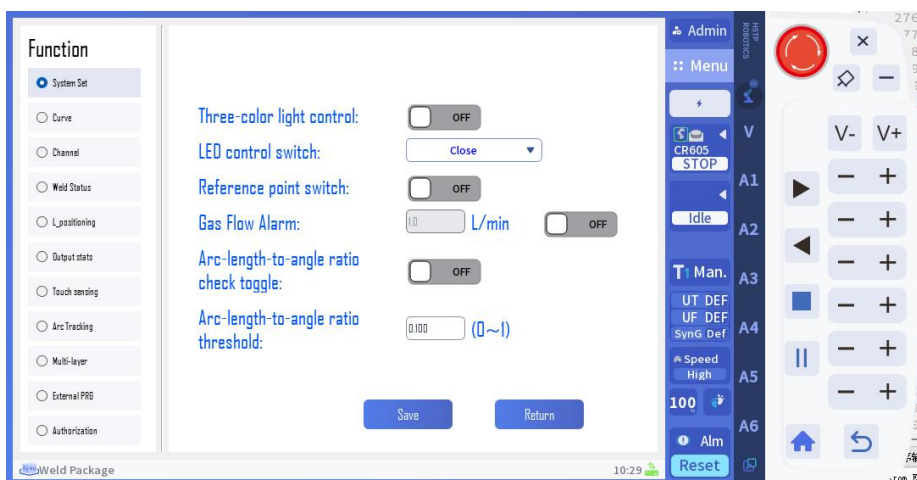 Function
System Set
Curve
Channel
Weld Status
L_positioning
Output stats
Touch sensing
Arc Tracking
Multi-layer
External PRG
Authorization
Three-color light control:
OFF
LED control switch:
Close
Reference point switch:
OFF
Gas Flow Alarm:
1.0
L/min
OFF
Arc-length-to-angle ratio
check toggle:
OFF
Arc-length-to-angle ratio
threshold:
0.100
(0~1)
Save
Return
Weld Package
10:29
Admin
Menu
CR605
STOP
Idle
T1 Man.
UT DEF
UF DEF
SynG Def
Speed
High
100 %
Alm
Reset
HSTP
ROBOTICS
V
A1
A2
A3
A4
A5
A6
V-
V+
276